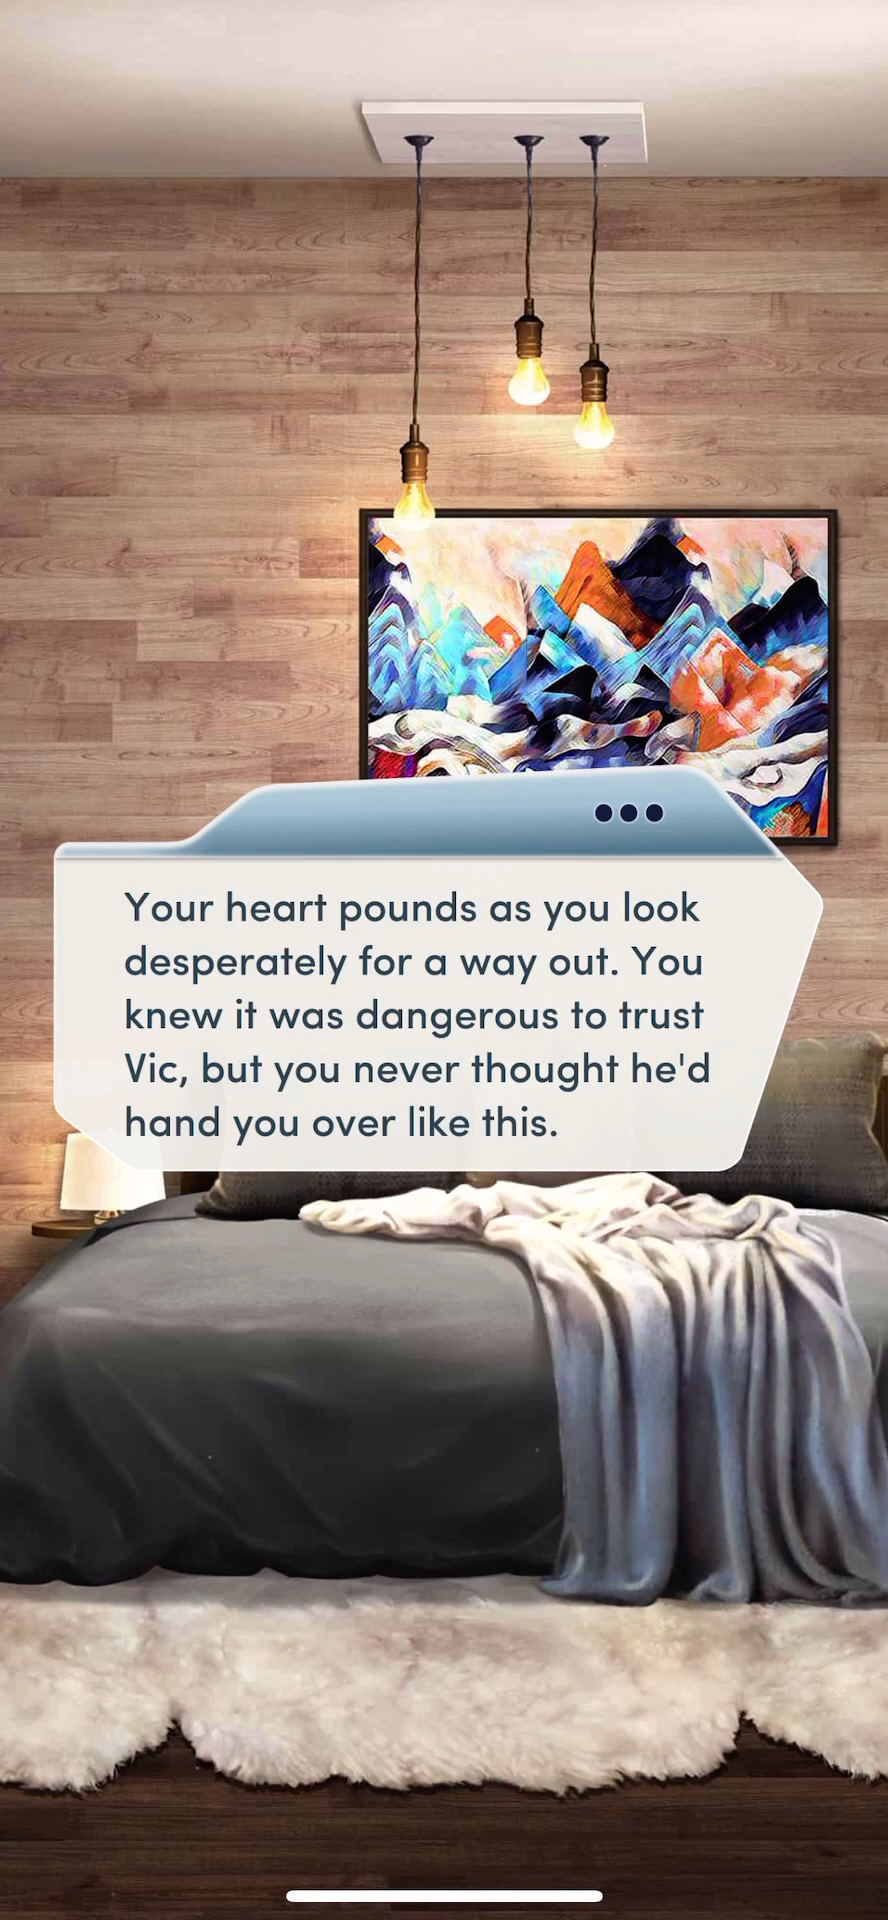 Your heart pounds as you look
desperately for a way out. You
knew it was dangerous to trust
Vic, but you never thought he'd
hand you over like this.